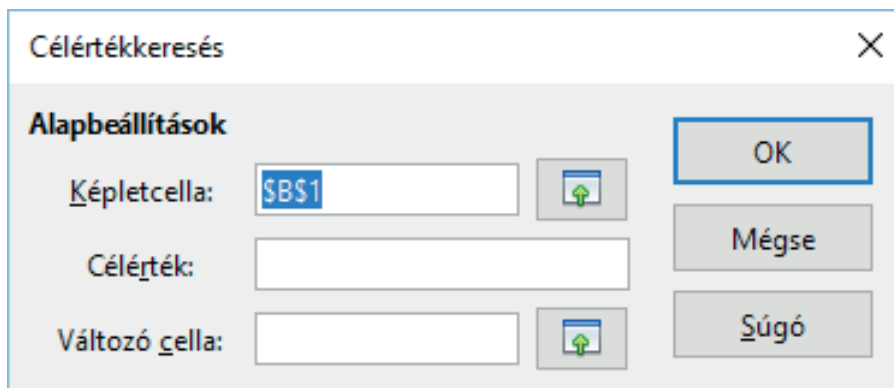 Célértékkeresés
Alapbeállítások
Képletcella: $B$1
Célérték:
Változó cella:
OK
Mégse
Súgó